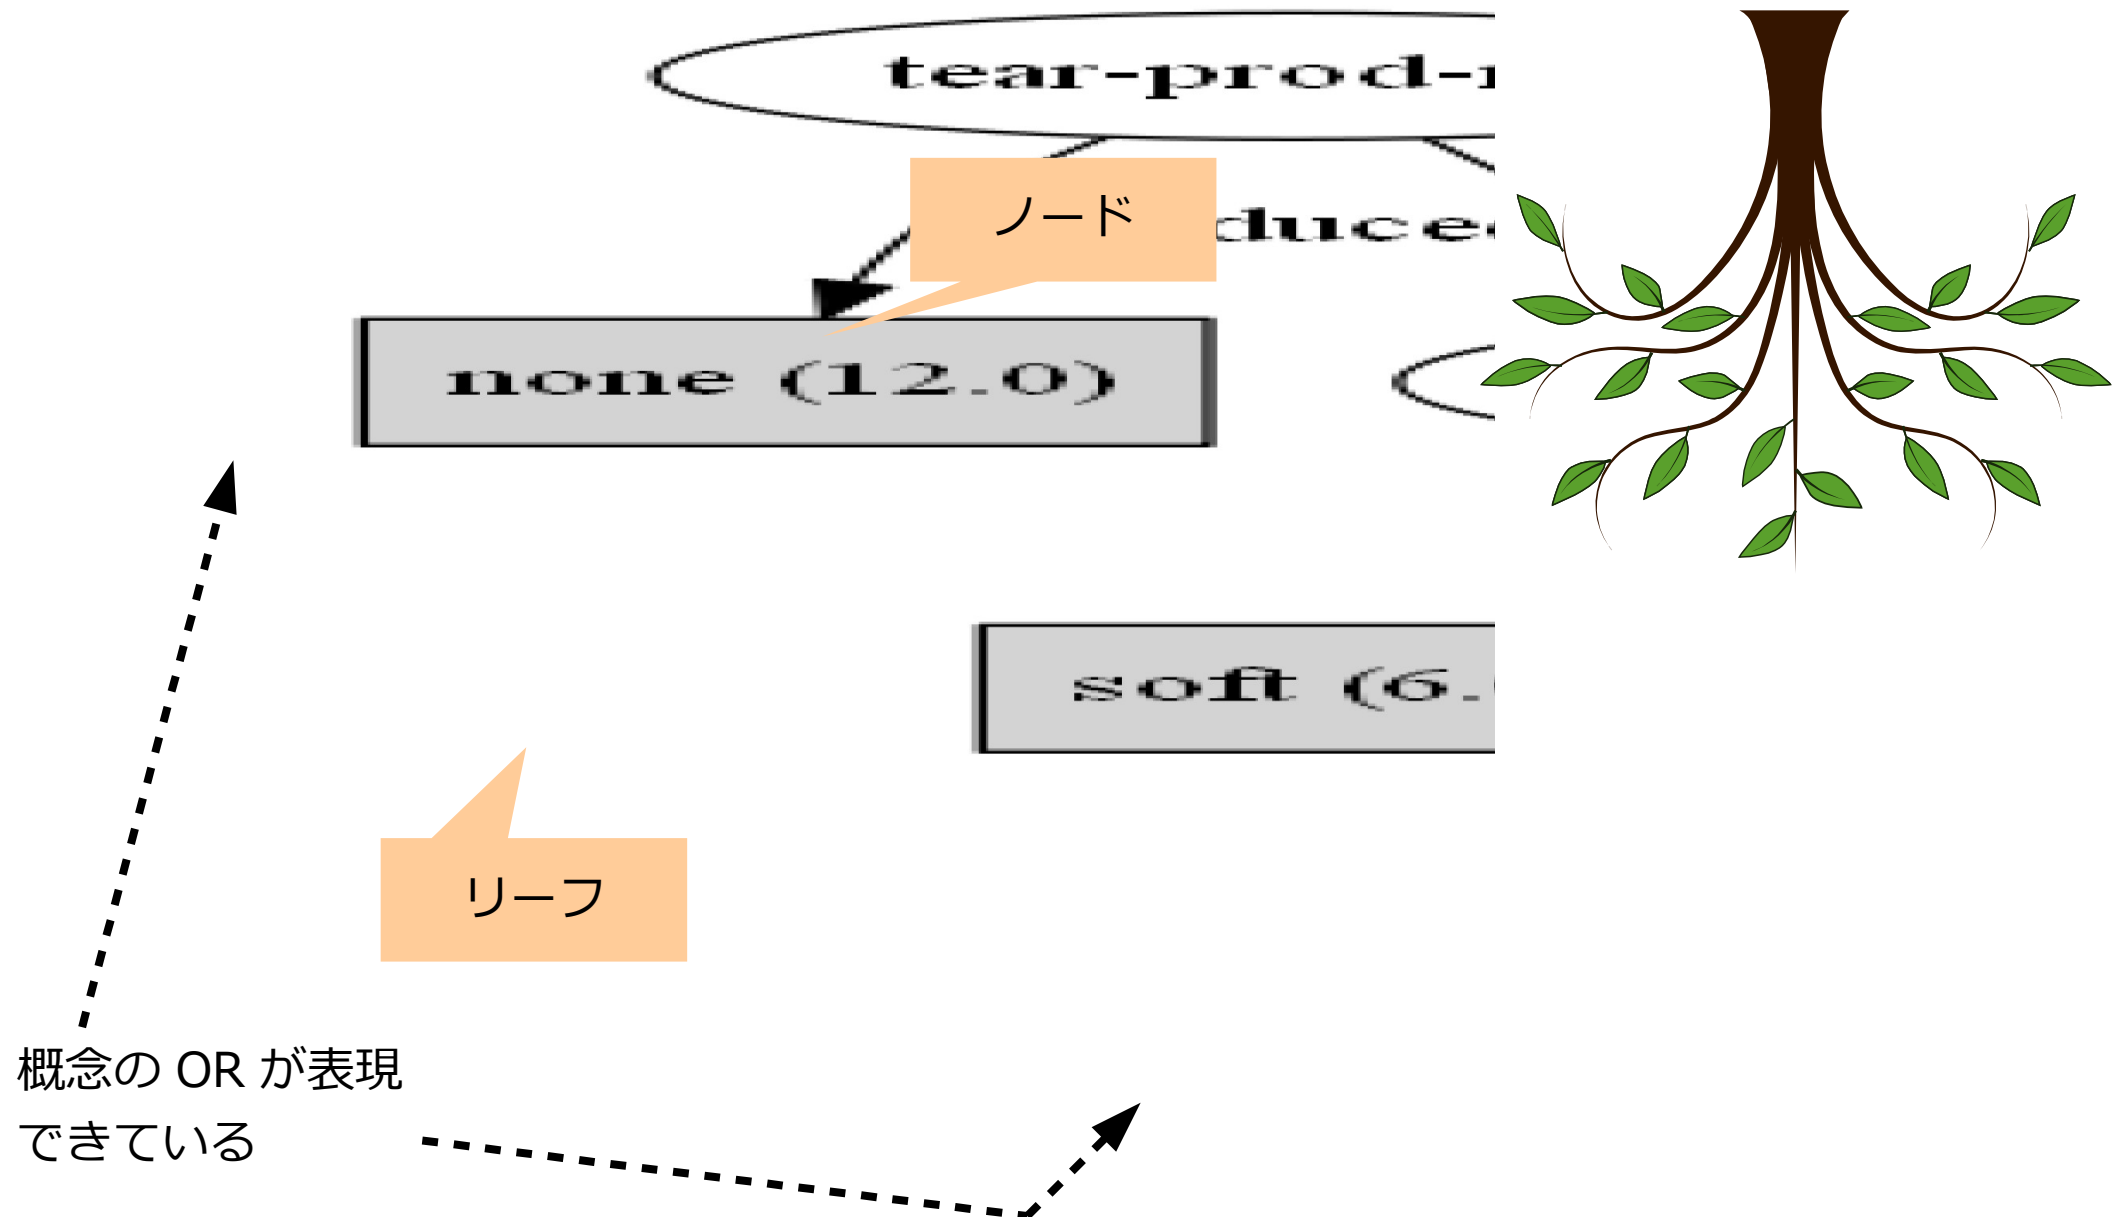 tear-prod-
ノード
duce
none (12.0)
soft (6.
リーフ
概念の OR が表現
できている